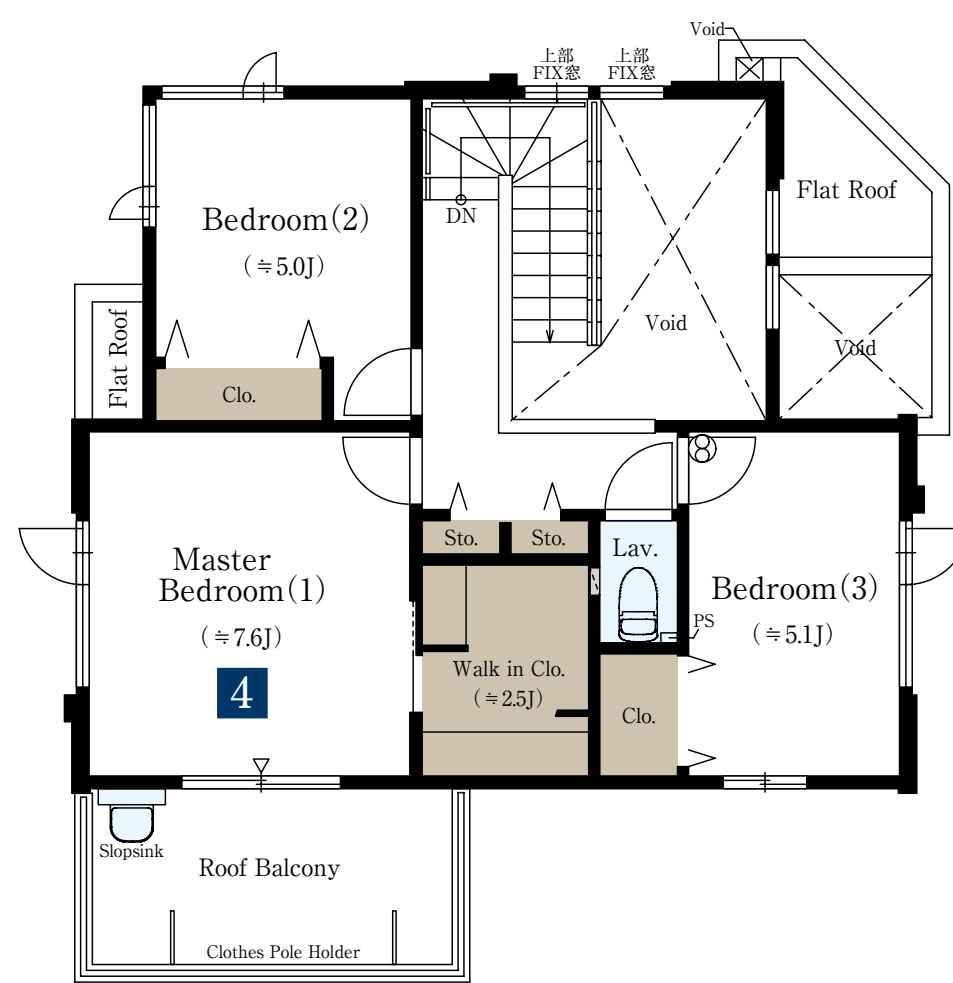 Void
上部
FIX窓
上部
FIX窓
Bedroom(2)
(≒5.0J)
DN
Flat Roof
Void
Void
Flat Roof
Clo.
Sto.
Sto.
Lav.
Master
Bedroom(1)
(≒7.6J)
4
Walk in Clo.
(≒2.5J)
PS
Bedroom(3)
(≒5.1J)
Clo.
Slopsink
Roof Balcony
Clothes Pole Holder